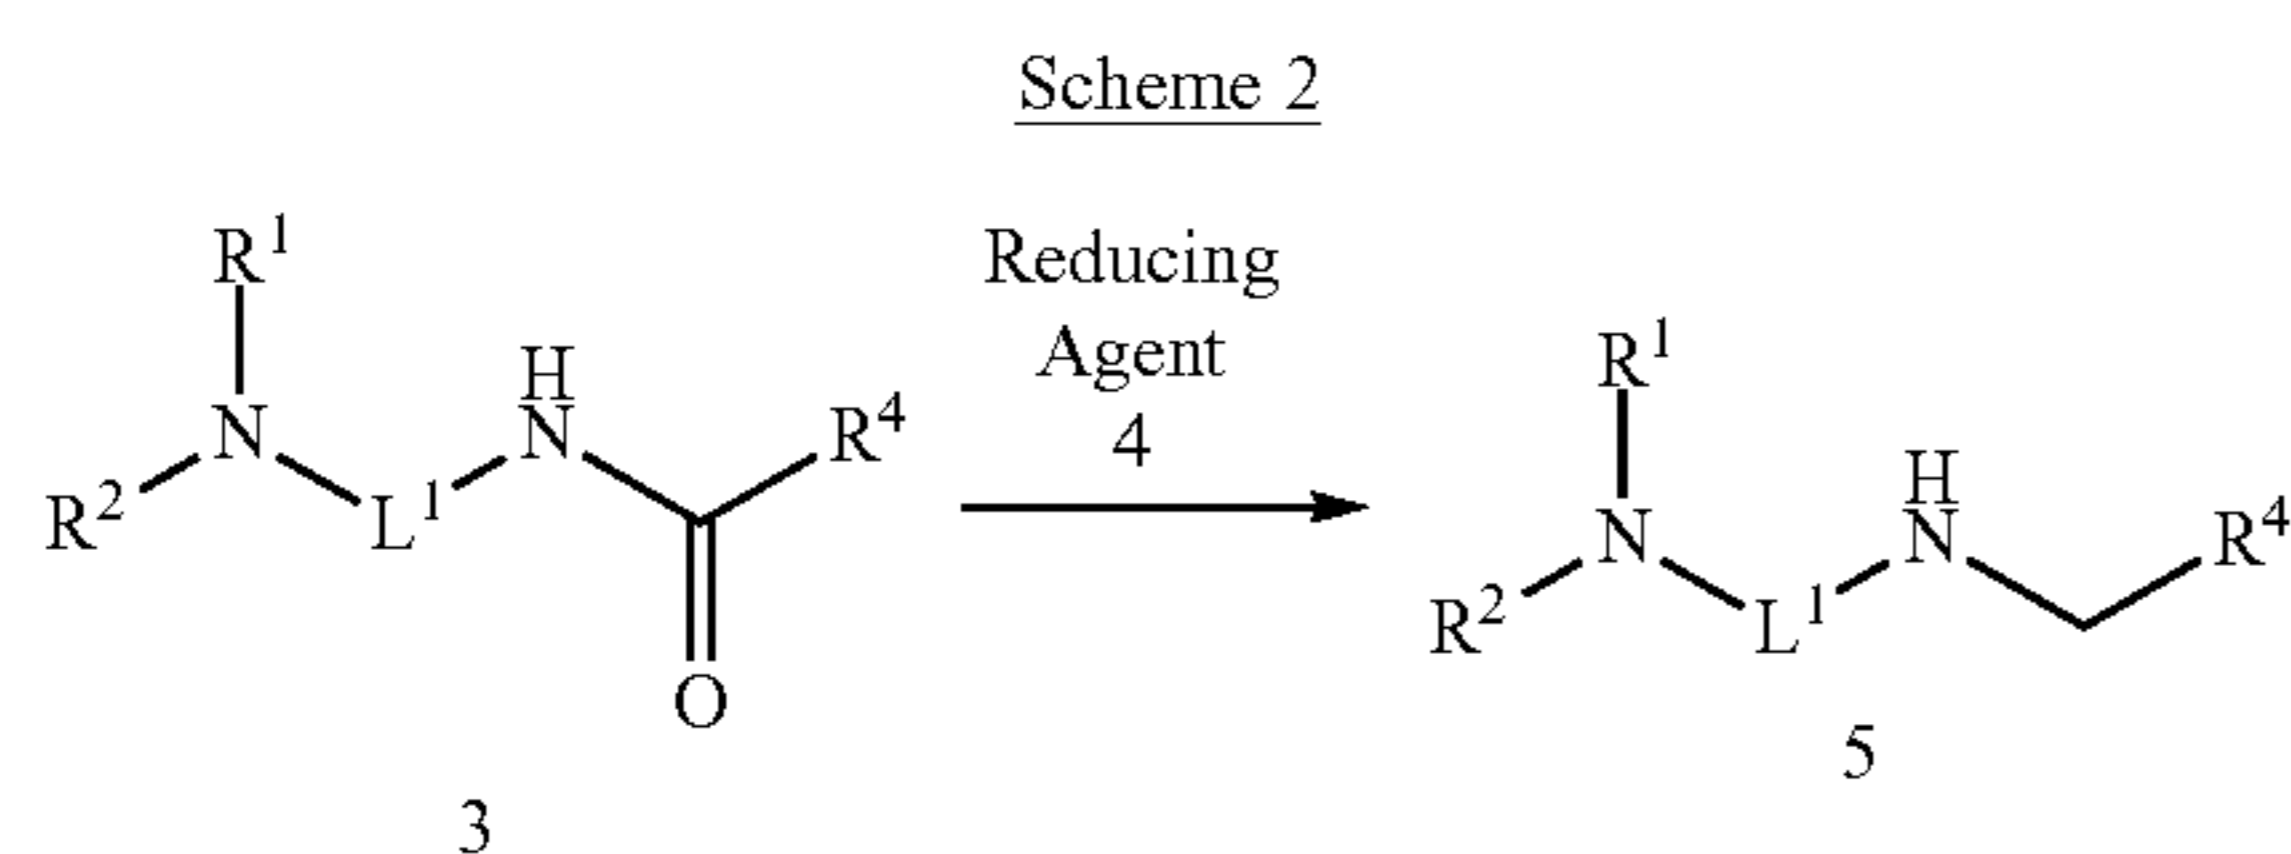 Scheme 2
R¹
N
R²
L¹
H
N
R⁴
O
3
Reducing
Agent
4
R¹
N
R²
L¹
H
N
R⁴
5